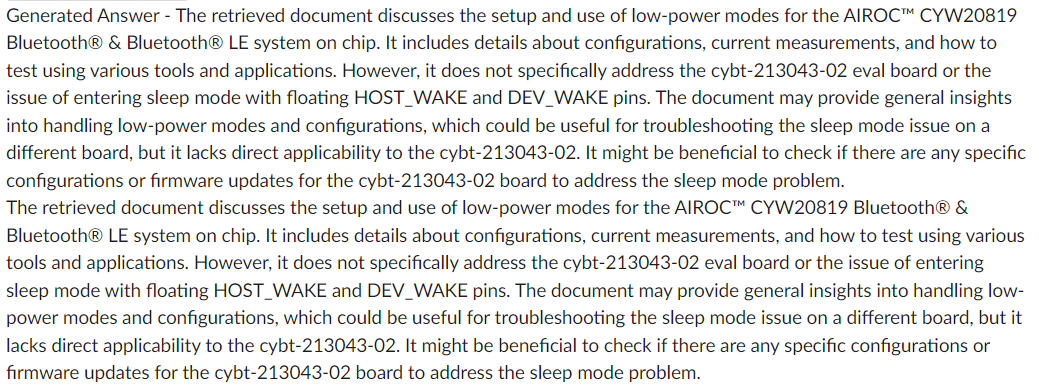 Generated Answer - The retrieved document discusses the setup and use of low-power modes for the AIROC™ CYW20819
Bluetooth® & Bluetooth® LE system on chip. It includes details about configurations, current measurements, and how to
test using various tools and applications. However, it does not specifically address the cybt-213043-02 eval board or the
issue of entering sleep mode with floating HOST_WAKE and DEV_WAKE pins. The document may provide general insights
into handling low-power modes and configurations, which could be useful for troubleshooting the sleep mode issue on a
different board, but it lacks direct applicability to the cybt-213043-02. It might be beneficial to check if there are any specific
configurations or firmware updates for the cybt-213043-02 board to address the sleep mode problem.
The retrieved document discusses the setup and use of low-power modes for the AIROC™ CYW20819 Bluetooth® &
Bluetooth® LE system on chip. It includes details about configurations, current measurements, and how to test using various
tools and applications. However, it does not specifically address the cybt-213043-02 eval board or the issue of entering
sleep mode with floating HOST_WAKE and DEV_WAKE pins. The document may provide general insights into handling low-
power modes and configurations, which could be useful for troubleshooting the sleep mode issue on a different board, but it
lacks direct applicability to the cybt-213043-02. It might be beneficial to check if there are any specific configurations or
firmware updates for the cybt-213043-02 board to address the sleep mode problem.